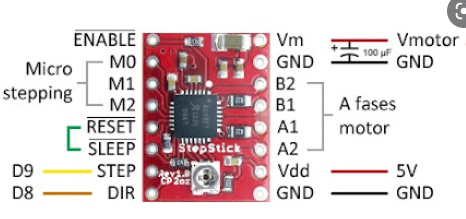 ENABLE
M0
M1
M2
Micro
stepping
RESET
SLEEP
D9
STEP
D8
DIR
StepStick
Vm
Vmotor
+
100 µF
GND
GND
B2
B1
A1
A2
A fases
motor
Vdd
5V
GND
GND